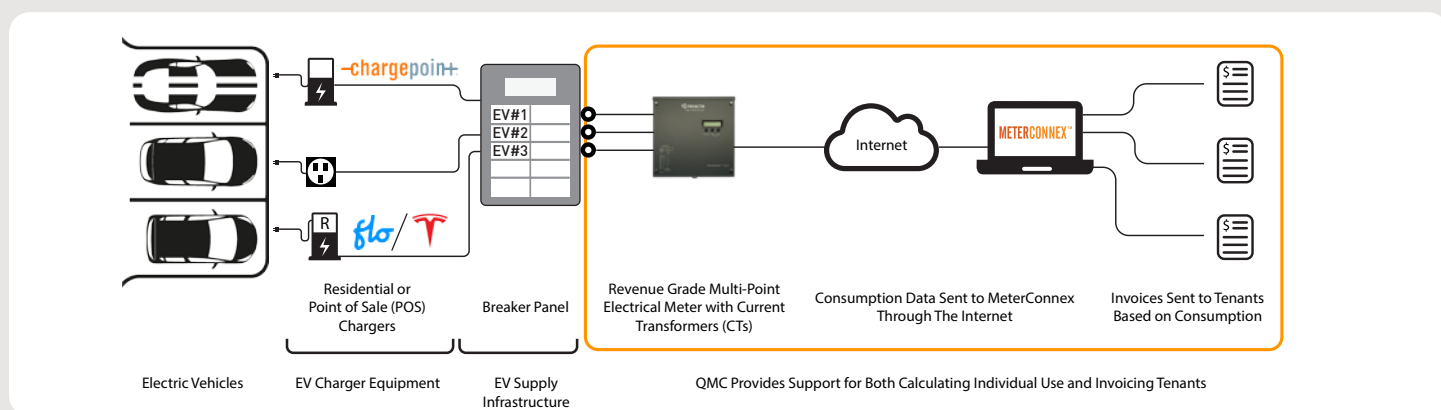 chargepoin+
EV#1
EV#2
EV#3
Internet
METERCONNEX™
$
$
$
R
flo/T
Residential or
Point of Sale (POS)
Chargers
Breaker Panel
Revenue Grade Multi-Point
Electrical Meter with Current
Transformers (CTs)
Consumption Data Sent to MeterConnex
Through The Internet
Invoices Sent to Tenants
Based on Consumption
Electric Vehicles
EV Charger Equipment
EV Supply
Infrastructure
QMC Provides Support for Both Calculating Individual Use and Invoicing Tenants